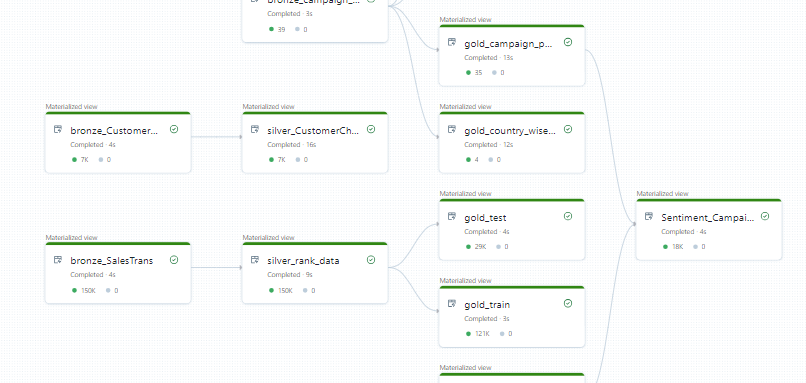 bronze_campaign_...
Completed · 3s
39 0
Materialized view
gold_campaign_p...
Completed · 13s
35 0
Materialized view
bronze_Customer...
Completed · 4s
7K 0
Materialized view
silver_CustomerCh...
Completed · 16s
7K 0
Materialized view
gold_country_wise...
Completed · 12s
4 0
Materialized view
gold_test
Completed · 4s
29K 0
Materialized view
Sentiment_Campai...
Completed · 4s
18K 0
Materialized view
bronze_SalesTrans
Completed · 4s
150K 0
Materialized view
silver_rank_data
Completed · 9s
150K 0
Materialized view
gold_train
Completed · 3s
121K 0
Materialized view